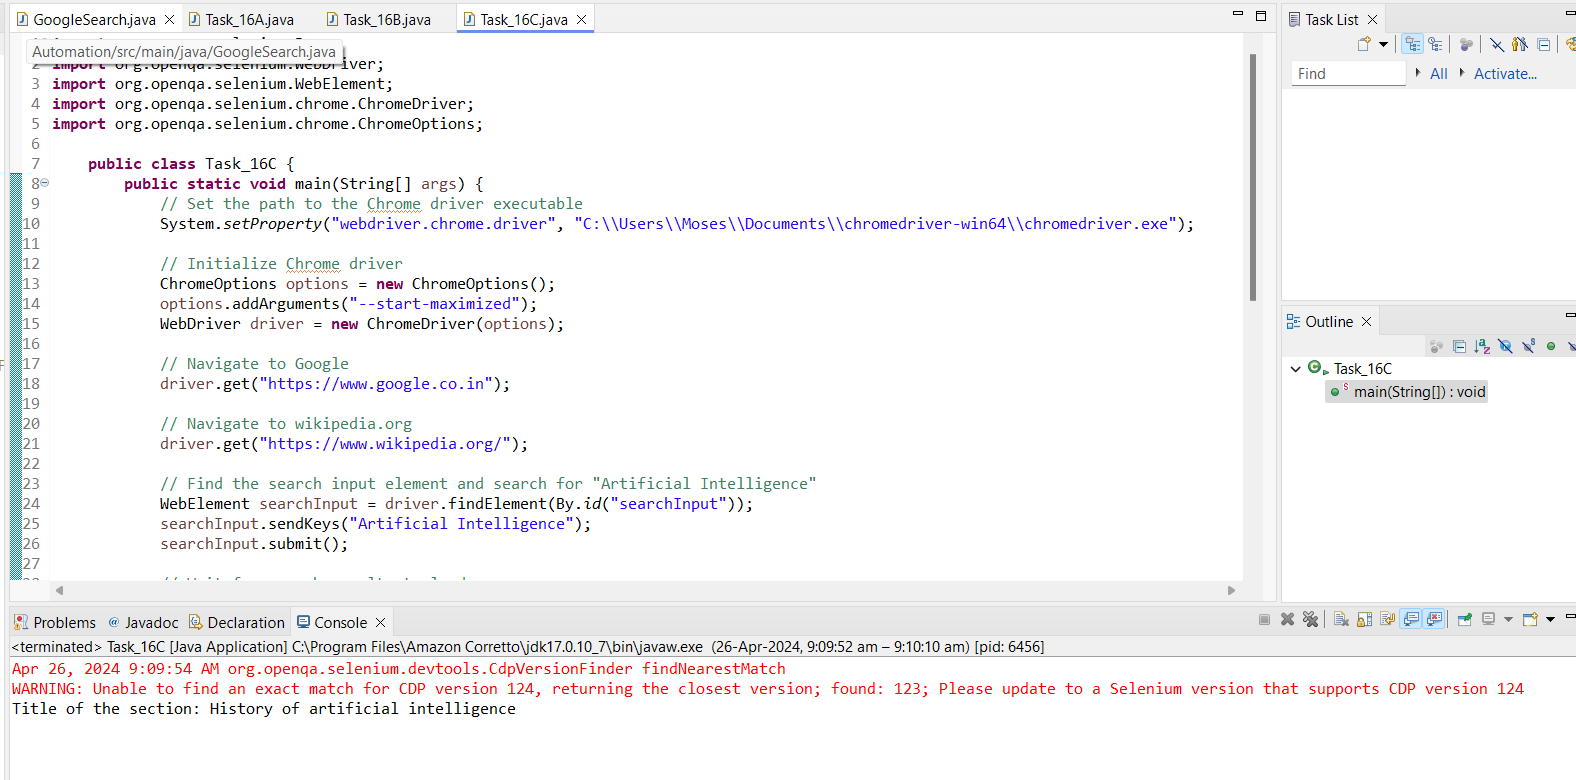 GoogleSearch.java
Task_16A.java
Task_16B.java
Task_16C.java
Automation/src/main/java/GoogleSearch.java
2 import org.openqa.selenium.WebDriver;
3 import org.openqa.selenium.WebElement;
4 import org.openqa.selenium.chrome.ChromeDriver;
5 import org.openqa.selenium.chrome.ChromeOptions;
6
7 public class Task_16C {
8 public static void main(String[] args) {
9 // Set the path to the Chrome driver executable
10 System.setProperty("webdriver.chrome.driver", "C:\\Users\\Moses\\Documents\\chromedriver-win64\\chromedriver.exe");
11
12 // Initialize Chrome driver
13 ChromeOptions options = new ChromeOptions();
14 options.addArguments("--start-maximized");
15 WebDriver driver = new ChromeDriver(options);
16
17 // Navigate to Google
18 driver.get("https://www.google.co.in");
19
20 // Navigate to wikipedia.org
21 driver.get("https://www.wikipedia.org/");
22
23 // Find the search input element and search for "Artificial Intelligence"
24 WebElement searchInput = driver.findElement(By.id("searchInput"));
25 searchInput.sendKeys("Artificial Intelligence");
26 searchInput.submit();
27
Task List
Find
All
Activate...
Outline
Task_16C
main(String[]) : void
Problems
Javadoc
Declaration
Console
<terminated> Task_16C [Java Application] C:\Program Files\Amazon Corretto\jdk17.0.10_7\bin\javaw.exe (26-Apr-2024, 9:09:52 am – 9:10:10 am) [pid: 6456]
Apr 26, 2024 9:09:54 AM org.openqa.selenium.devtools.CdpVersionFinder findNearestMatch
WARNING: Unable to find an exact match for CDP version 124, returning the closest version; found: 123; Please update to a Selenium version that supports CDP version 124
Title of the section: History of artificial intelligence